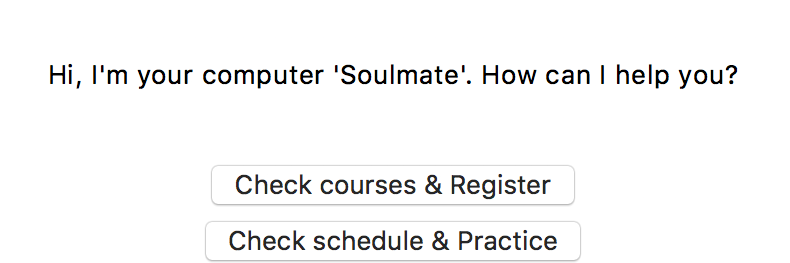 Hi, I'm your computer 'Soulmate'. How can I help you?
Check courses & Register
Check schedule & Practice